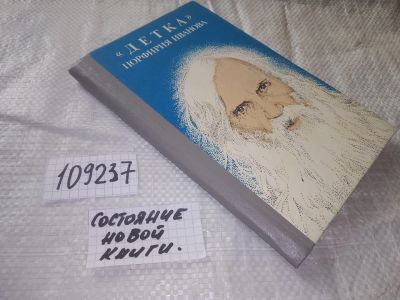 «ДЕТКА»
ПОРФИРИЯ ИВАНОВА
109237
СОСТОЯНИЕ
НОВОЙ
КНИГИ.